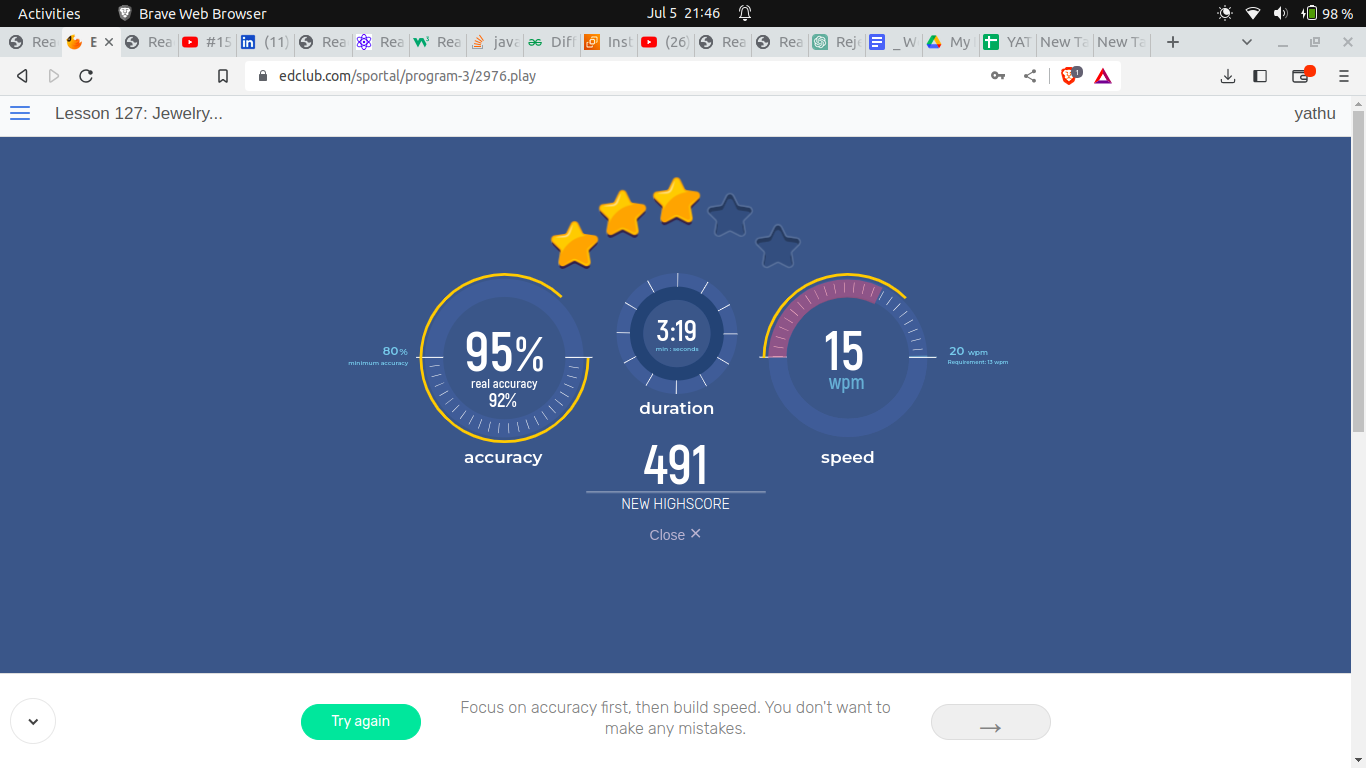 Activities
Brave Web Browser
Jul 5 21:46
98 %
Rea
E
Rea
#15
(11)
Rea
Rea
Rea
java
Diff
Inst
(26)
Rea
Rea
Reje
_ W
My
YAT
New Ta
New Ta
edclub.com/sportal/program-3/2976.play
1
Lesson 127: Jewelry...
yathu
80%
minimum accuracy
95%
real accuracy
92%
accuracy
3:19
min : seconds
duration
15
wpm
speed
20 wpm
Requirement: 13 wpm
491
NEW HIGHSCORE
Close ✕
Try again
Focus on accuracy first, then build speed. You don't want to
make any mistakes.
→